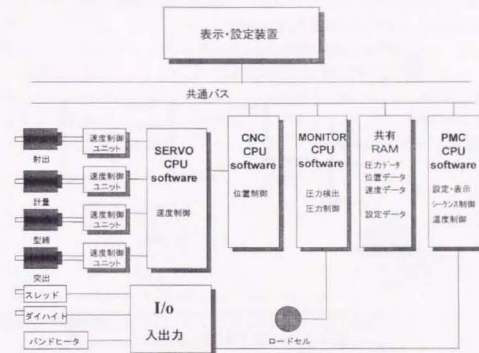 表示・設定装置
共通バス
速度制御
ユニット
射出
速度制御
ユニット
計量
速度制御
ユニット
型締
速度制御
ユニット
突出
SERVO
CPU
software
速度制御
CNC
CPU
software
位置制御
MONITOR
CPU
software
圧力検出
圧力制御
共有
RAM
圧力データ
位置データ
速度データ
設定データ
PMC
CPU
software
設定・表示
シーケンス制御
温度制御
スレッド
ダイハイト
バンドヒータ
I/o
入出力
ロードセル